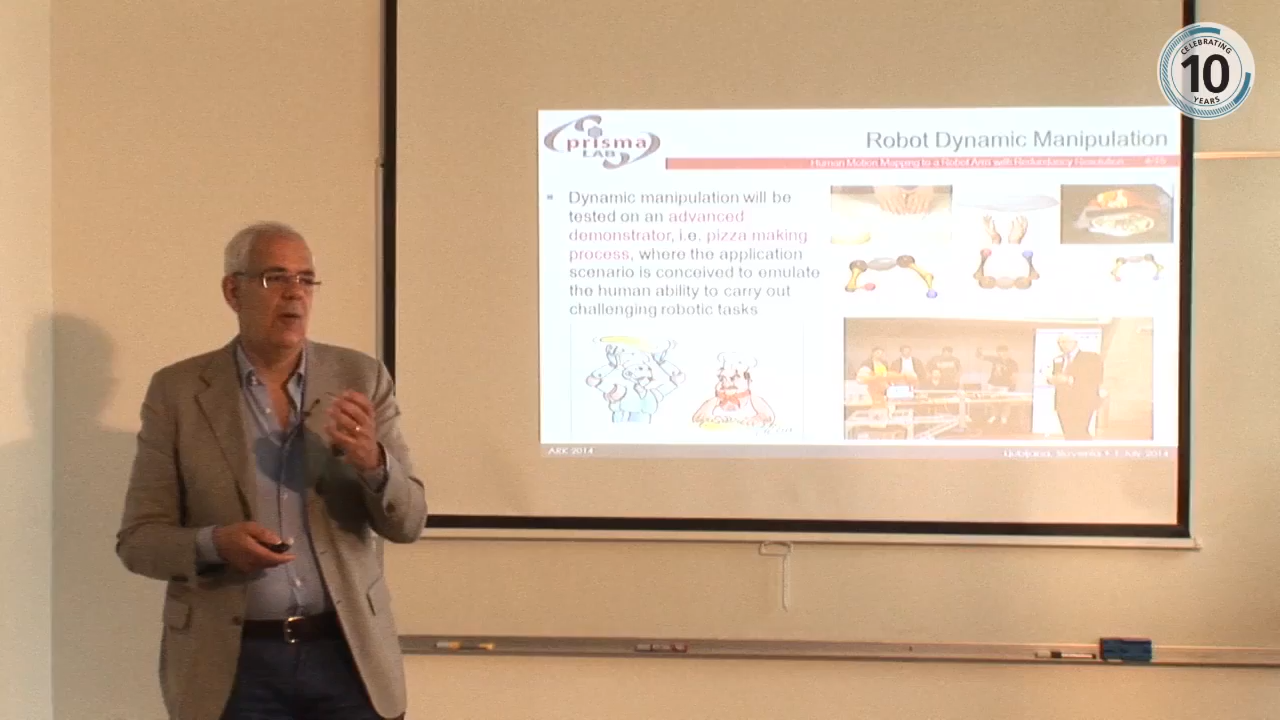 CELEBRATING
10
YEARS
prisma
LAB
Robot Dynamic Manipulation
Human Motion Mapping to a Robot Arm with Redundancy Resolution
Dynamic manipulation will be
tested on an advanced
demonstrator, i.e. pizza making
process, where the application
scenario is conceived to emulate
the human ability to carry out
challenging robotic tasks
ARK 2014
Ljubljana, Slovenia • 1 July 2014